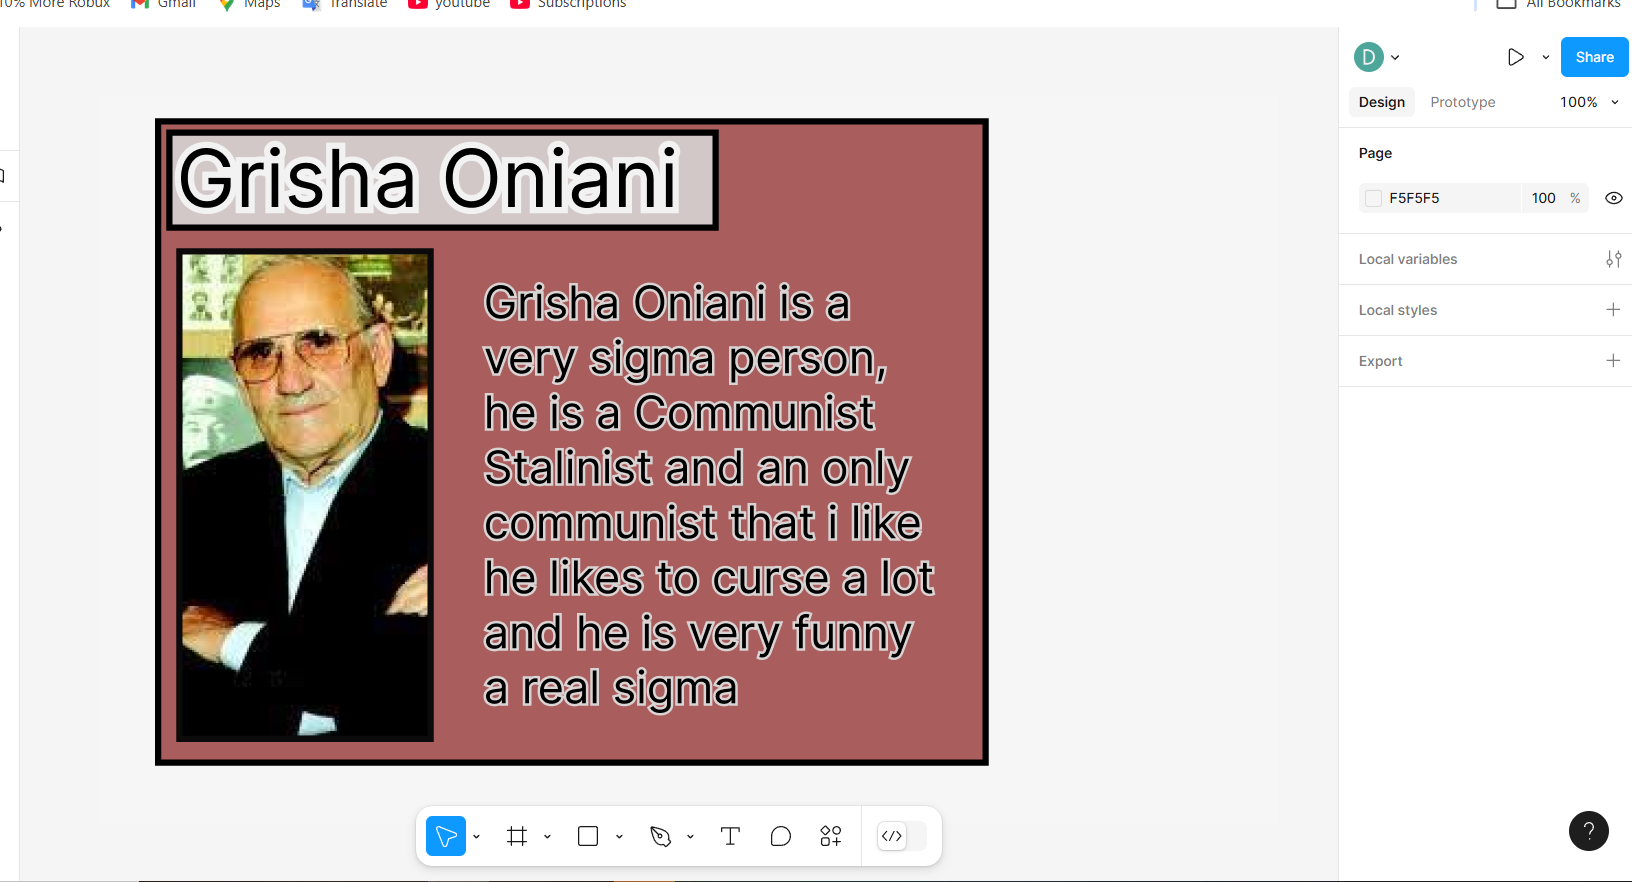 10% More Robux Gmail Maps Translate youtube Subscriptions All Bookmarks
D Share
Design Prototype 100%
Page
F5F5F5 100 %
Local variables
Local styles
Export
Grisha Oniani
Grisha Oniani is a
very sigma person,
he is a Communist
Stalinist and an only
communist that i like
he likes to curse a lot
and he is very funny
a real sigma
T </>
?